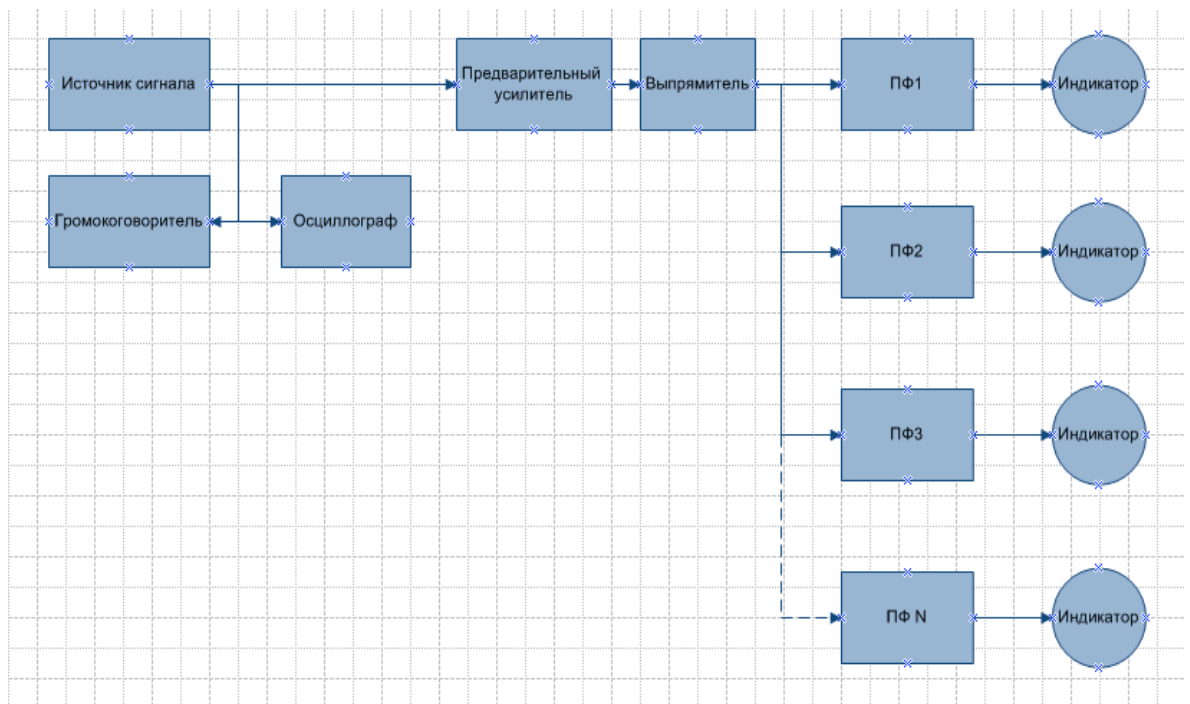 Источник сигнала
Предварительный
усилитель
Выпрямитель
ПФ1
Индикатор
Громокоговоритель
Осциллограф
ПФ2
Индикатор
ПФ3
Индикатор
ПФ N
Индикатор